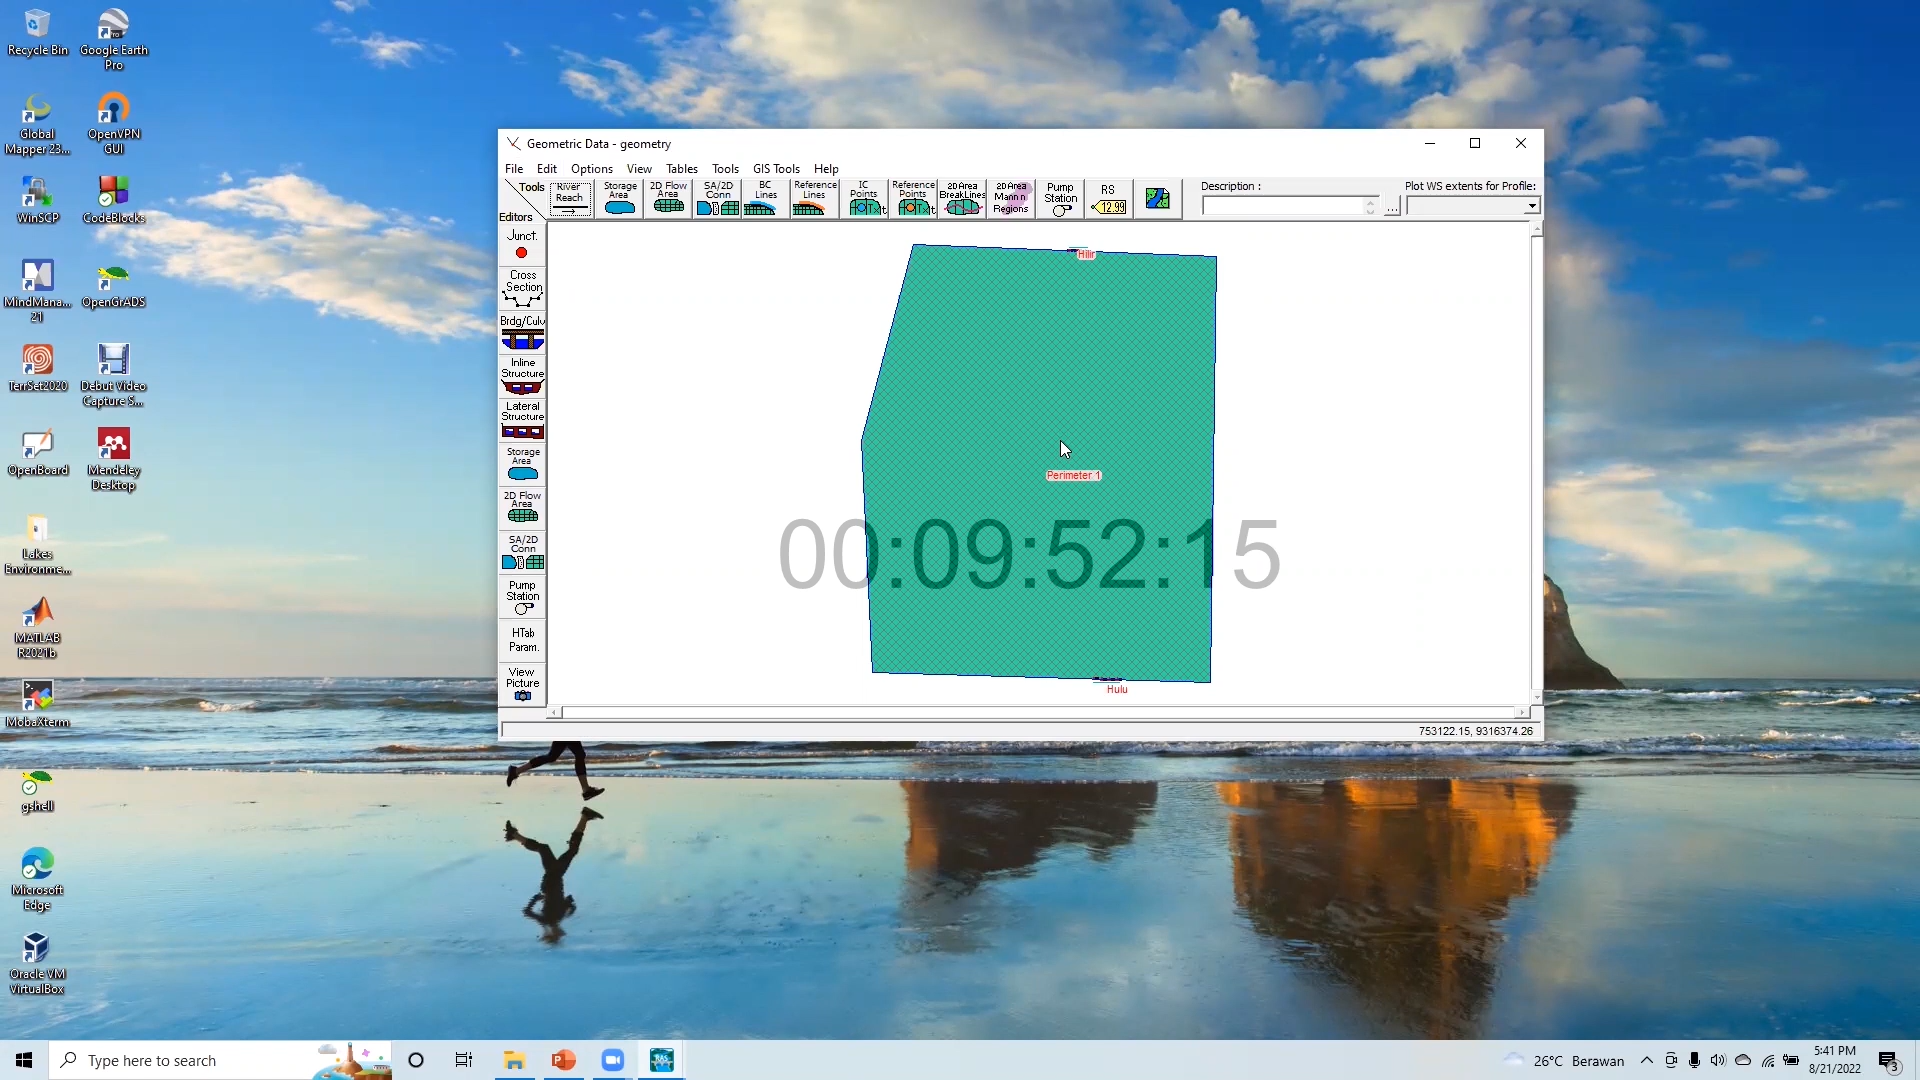 Recycle Bin
Google Earth
Pro
Global
Mapper 23...
OpenVPN
GUI
WinSCP
CodeBlocks
MindMana...
21
OpenGrADS
TerrSet2020
Debut Video
Capture S...
OpenBoard
Mendeley
Desktop
Lakes
Environme...
MATLAB
R2021b
MobaXterm
gshell
Microsoft
Edge
Oracle VM
VirtualBox
Geometric Data - geometry
File Edit Options View Tables Tools GIS Tools Help
Tools
Editors
River
Reach
Storage
Area
2D Flow
Area
SA/2D
Conn
BC
Lines
Reference
Lines
IC
Points
Reference
Points
2D Area
BreakLines
2D Area
Mann n
Regions
Pump
Station
RS
12.99
Description :
...
Plot WS extents for Profile:
Junct.
Cross
Section
Brdg/Culv
Inline
Structure
Lateral
Structure
Storage
Area
2D Flow
Area
SA/2D
Conn
Pump
Station
HTab
Param.
View
Picture
Hilir
Perimeter 1
00:09:52:15
Hulu
753122.15, 9316374.26
Type here to search
RAS
26°C Berawan
5:41 PM
8/21/2022
3